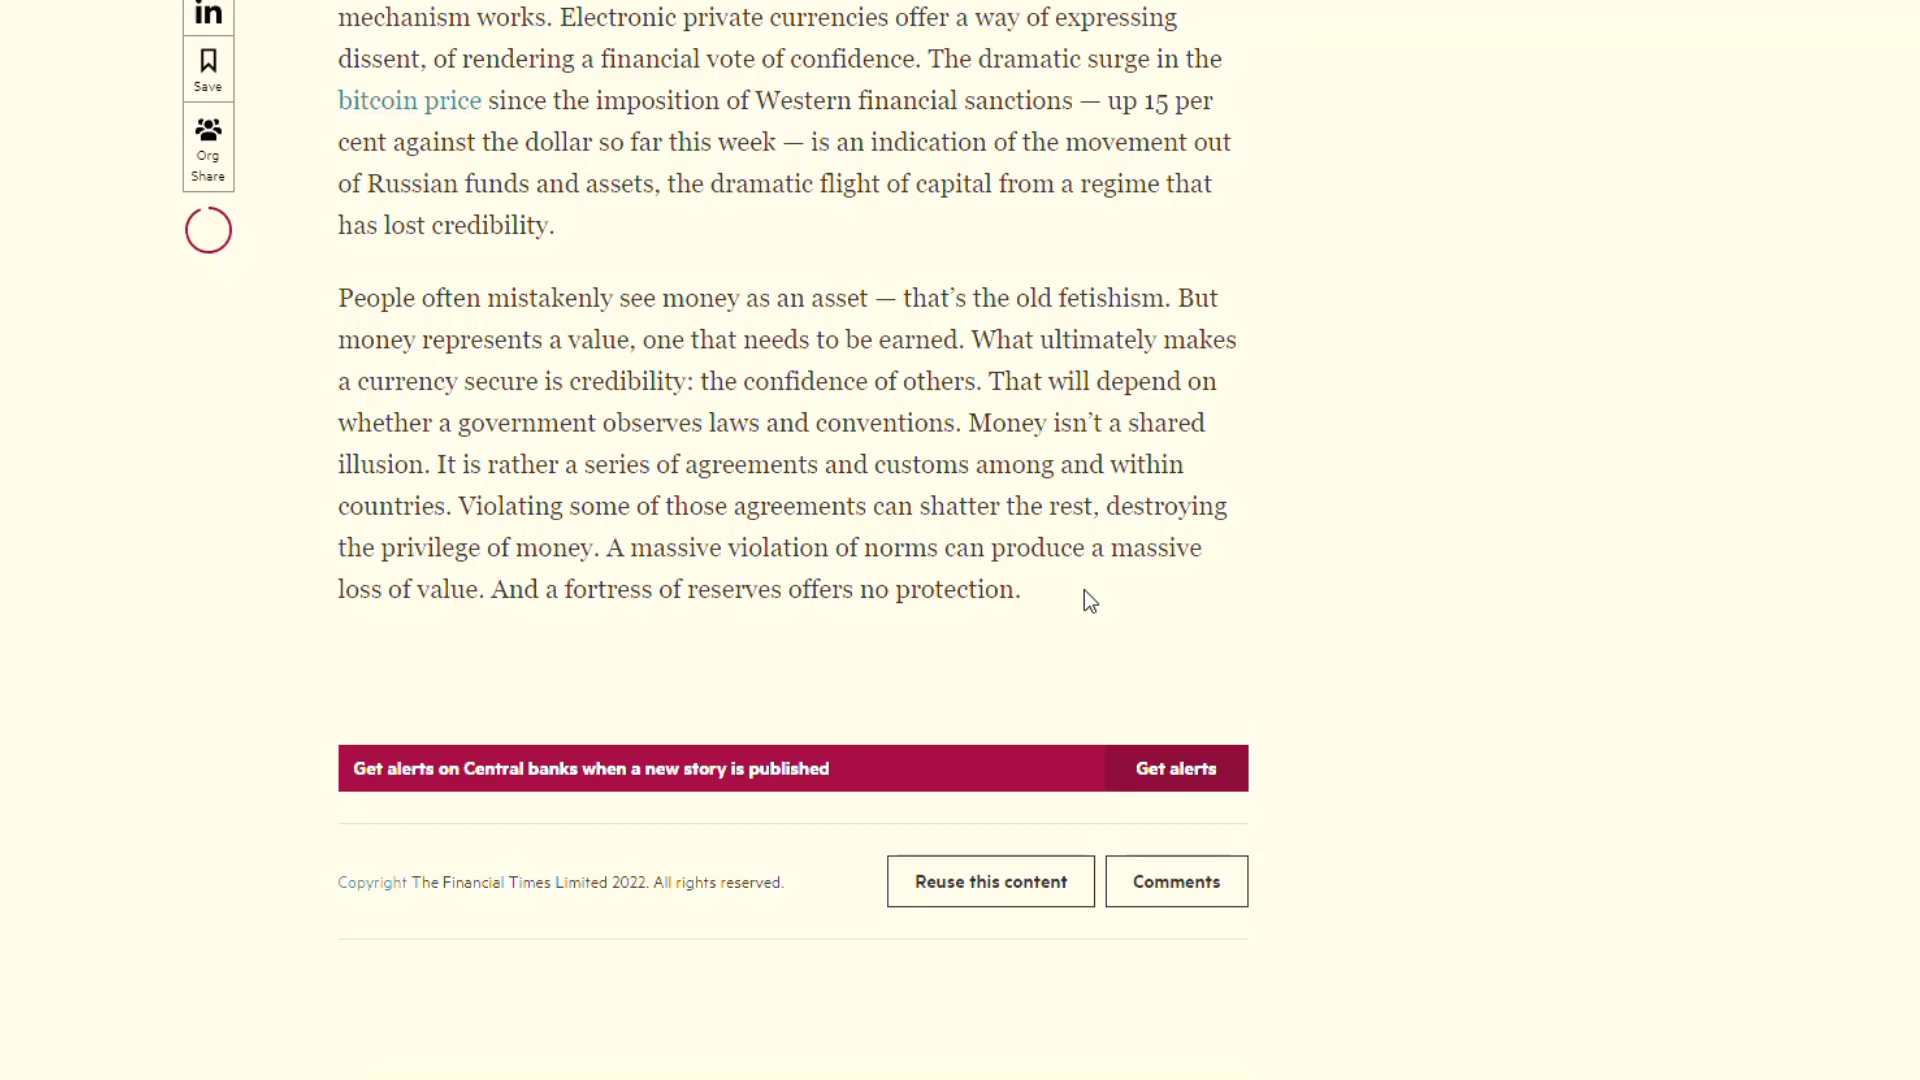 in
Save
Org
Share
mechanism works. Electronic private currencies offer a way of expressing
dissent, of rendering a financial vote of confidence. The dramatic surge in the
bitcoin price since the imposition of Western financial sanctions — up 15 per
cent against the dollar so far this week — is an indication of the movement out
of Russian funds and assets, the dramatic flight of capital from a regime that
has lost credibility.
People often mistakenly see money as an asset — that’s the old fetishism. But
money represents a value, one that needs to be earned. What ultimately makes
a currency secure is credibility: the confidence of others. That will depend on
whether a government observes laws and conventions. Money isn’t a shared
illusion. It is rather a series of agreements and customs among and within
countries. Violating some of those agreements can shatter the rest, destroying
the privilege of money. A massive violation of norms can produce a massive
loss of value. And a fortress of reserves offers no protection.
Get alerts on Central banks when a new story is published
Get alerts
Copyright The Financial Times Limited 2022. All rights reserved.
Reuse this content
Comments